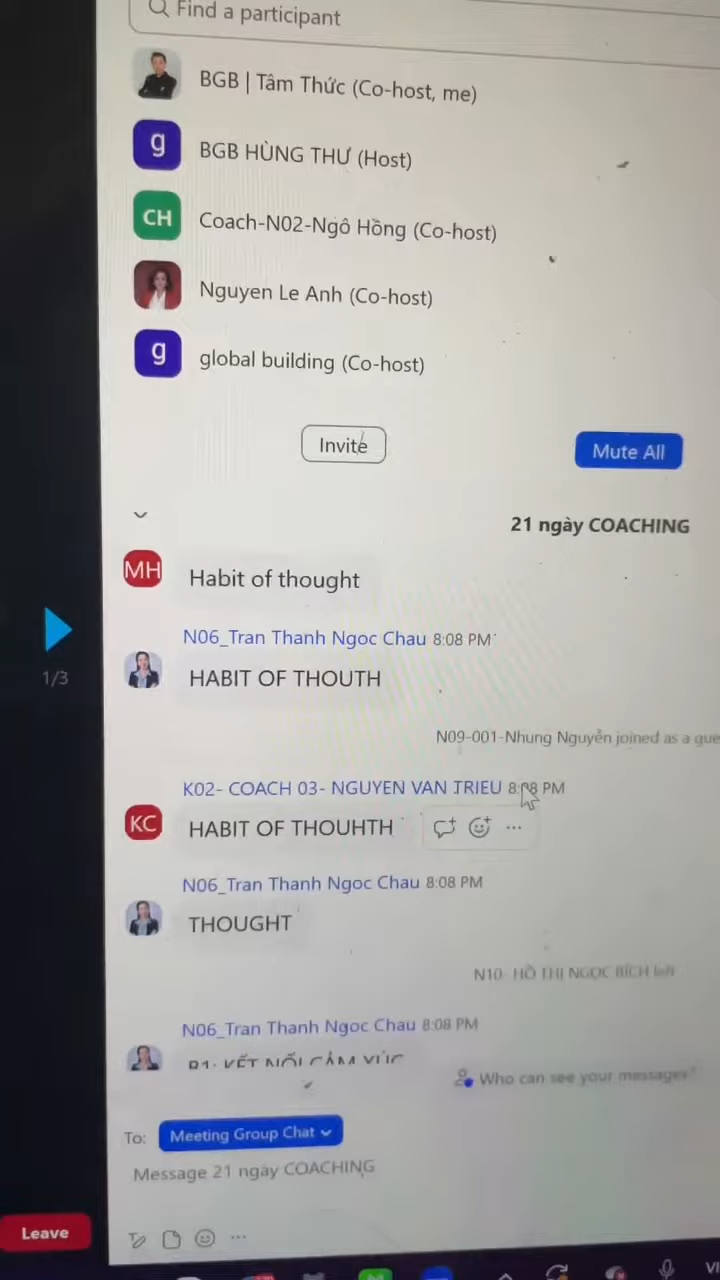 Find a participant
BGB | Tâm Thức (Co-host, me)
g
BGB HÙNG THƯ (Host)
CH
Coach-N02-Ngô Hồng (Co-host)
Nguyen Le Anh (Co-host)
g
global building (Co-host)
Invite
Mute All
21 ngày COACHING
MH
Habit of thought
N06_Tran Thanh Ngoc Chau 8:08 PM
1/3
HABIT OF THOUTH
N09-001-Nhung Nguyễn joined as a gue
K02- COACH 03- NGUYEN VAN TRIEU 8:08 PM
KC
HABIT OF THOUHTH
N06_Tran Thanh Ngoc Chau 8:08 PM
THOUGHT
N10- HỒ THỊ NGỌC BÍCH left
N06_Tran Thanh Ngoc Chau 8:08 PM
KẾT NỐI CẢM
Who can see your messages?
To: Meeting Group Chat
Message 21 ngày COACHING
Leave
VI